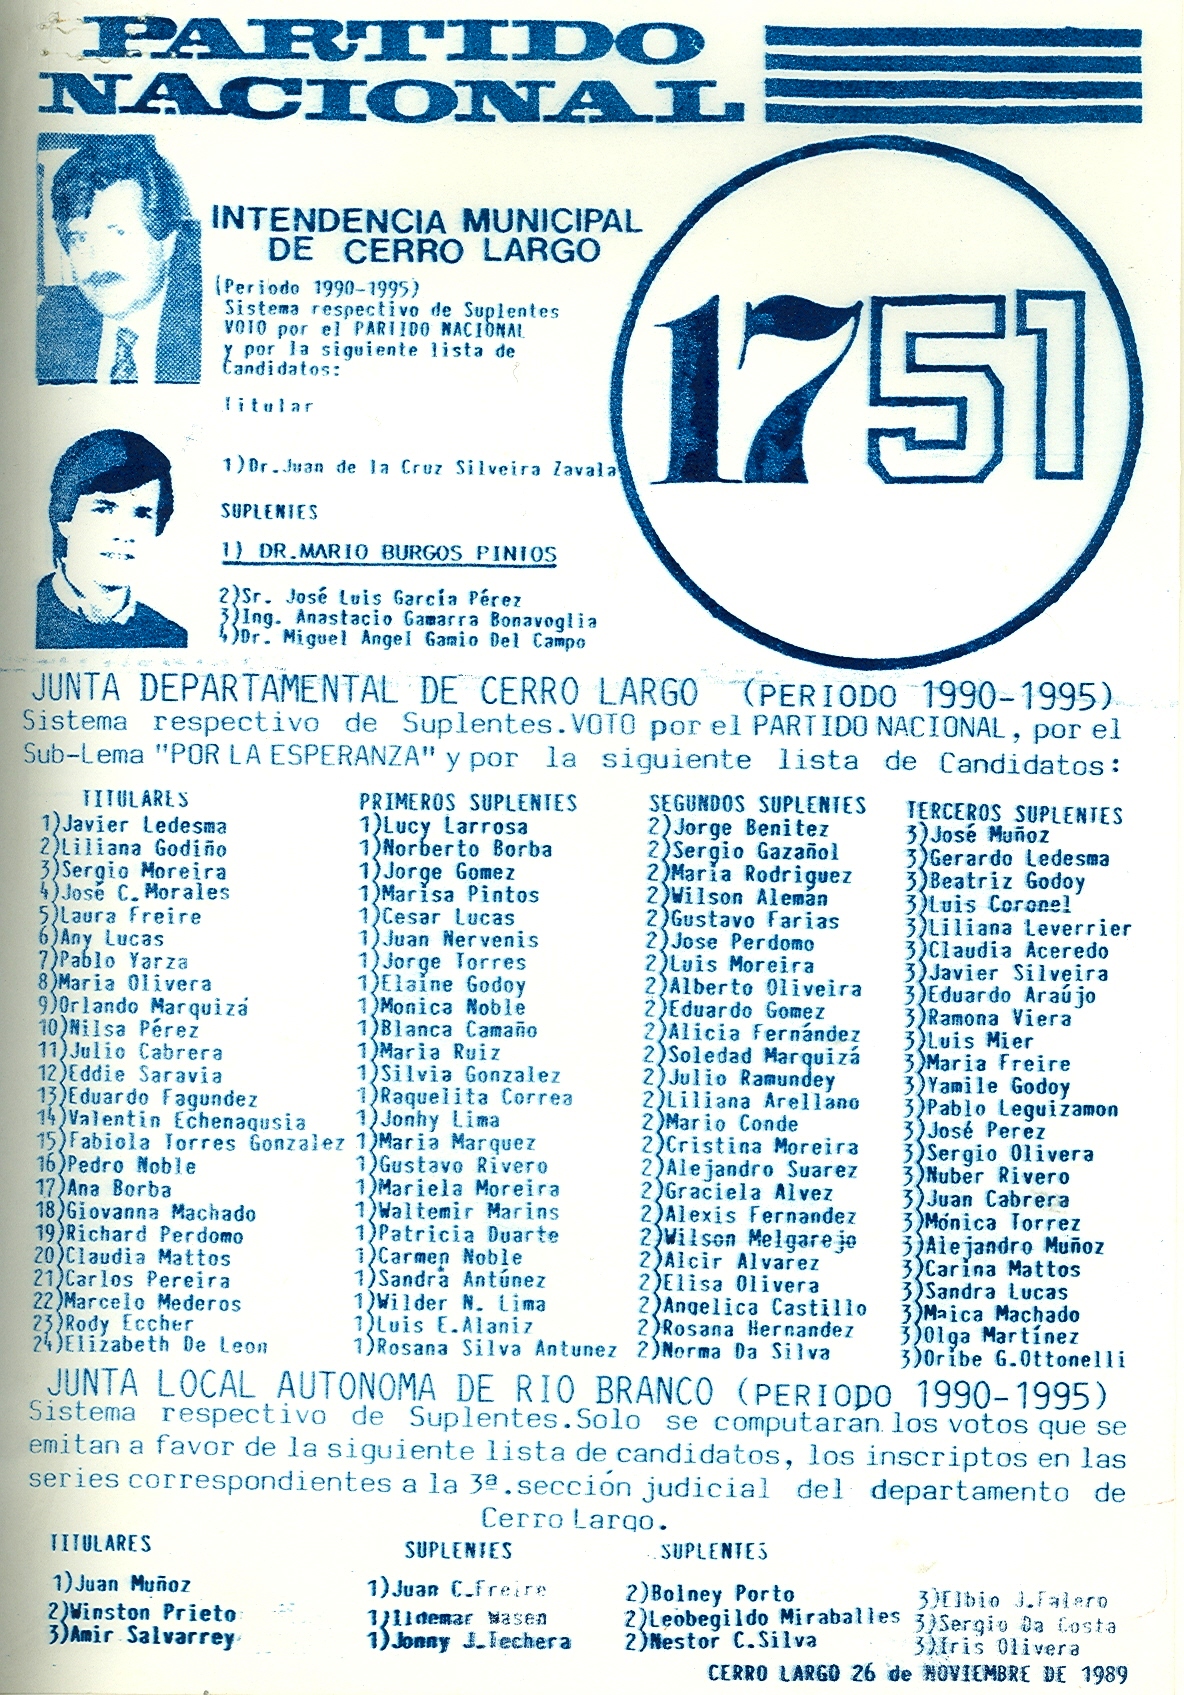 PARTIDO
NACIONAL
INTENDENCIA MUNICIPAL
DE CERRO LARGO
(Periodo 1990-1995)
Sistema respectivo de Suplentes
VOTO por el PARTIDO NACIONAL
y por la siguiente lista de
Candidatos:
Titular
1)Dr.Juan de la Cruz Silveira Zavala
1751
SUPLENTES
1) DR.MARIO BURGOS PINTOS
2)Sr. José Luis García Pérez
3)Ing. Anastacio Gamarra Bonavoglia
4)Dr. Miguel Angel Gamio Del Campo
JUNTA DEPARTAMENTAL DE CERRO LARGO (PERIODO 1990-1995)
Sistema respectivo de Suplentes.VOTO por el PARTIDO NACIONAL, por el
Sub-Lema "POR LA ESPERANZA" y por la siguiente lista de Candidatos:
TITULARES
1)Javier Ledesma
2)Liliana Godiño
3)Sergio Moreira
4)José C.Morales
5)Laura Freire
6)Any Lucas
7)Pablo Yarza
8)Maria Olivera
9)Orlando Marquizá
10)Nilsa Pérez
11)Julio Cabrera
12)Eddie Saravia
13)Eduardo Fagundez
14)Valentin Echenagusia
15)Fabiola Torres Gonzalez
16)Pedro Noble
17)Ana Borba
18)Giovanna Machado
19)Richard Perdomo
20)Claudia Mattos
21)Carlos Pereira
22)Marcelo Mederos
23)Rody Eccher
24)Elizabeth De Leon
PRIMEROS SUPLENTES
1)Lucy Larrosa
1)Norberto Borba
1)Jorge Gomez
1)Marisa Pintos
1)Cesar Lucas
1)Juan Nervenis
1)Jorge Torres
1)Elaine Godoy
1)Monica Noble
1)Blanca Camaño
1)Maria Ruiz
1)Silvia Gonzalez
1)Raquelita Correa
1)Jonhy Lima
1)Maria Marquez
1)Gustavo Rivero
1)Mariela Moreira
1)Waltemir Marins
1)Patricia Duarte
1)Carmen Noble
1)Sandra Antúnez
1)Wilder N. Lima
1)Luis E.Alaniz
1)Rosana Silva Antunez
SEGUNDOS SUPLENTES
2)Jorge Benitez
2)Sergio Gazañol
2)Maria Rodriguez
2)Wilson Aleman
2)Gustavo Farias
2)Jose Perdomo
2)Luis Moreira
2)Alberto Oliveira
2)Eduardo Gomez
2)Alicia Fernández
2)Soledad Marquizá
2)Julio Ramundey
2)Liliana Arellano
2)Mario Conde
2)Cristina Moreira
2)Alejandro Suarez
2)Graciela Alvez
2)Alexis Fernandez
2)Wilson Melgarejo
2)Alcir Alvarez
2)Elisa Olivera
2)Angelica Castillo
2)Rosana Hernandez
2)Norma Da Silva
TERCEROS SUPLENTES
3)José Muñoz
3)Gerardo Ledesma
3)Beatriz Godoy
3)Luis Coronel
3)Liliana Leverrier
3)Claudia Aceredo
3)Javier Silveira
3)Eduardo Araújo
3)Ramona Viera
3)Luis Mier
3)Maria Freire
3)Yamile Godoy
3)Pablo Leguizamon
3)José Perez
3)Sergio Olivera
3)Nuber Rivero
3)Juan Cabrera
3)Mónica Torrez
3)Alejandro Muñoz
3)Carina Mattos
3)Sandra Lucas
3)Maica Machado
3)Olga Martínez
3)Oribe G.Ottonelli
JUNTA LOCAL AUTONOMA DE RIO BRANCO (PERIODO 1990-1995)
Sistema respectivo de Suplentes.Solo se computaran los votos que se
emitan a favor de la siguiente lista de candidatos, los inscriptos en las
series correspondientes a la 3ª.sección judicial del departamento de
Cerro Largo.
TITULARES
1)Juan Muñoz
2)Winston Prieto
3)Amir Salvarrey
SUPLENTES
1)Juan C.Freire
1)Ildemar Wasen
1)Jonny J.Techera
SUPLENTES
2)Bolney Porto
2)Leobegildo Miraballes
2)Nestor C.Silva
3)Elbio J.Falero
3)Sergio Da Costa
3)Iris Olivera
CERRO LARGO 26 de NOVIEMBRE DE 1989